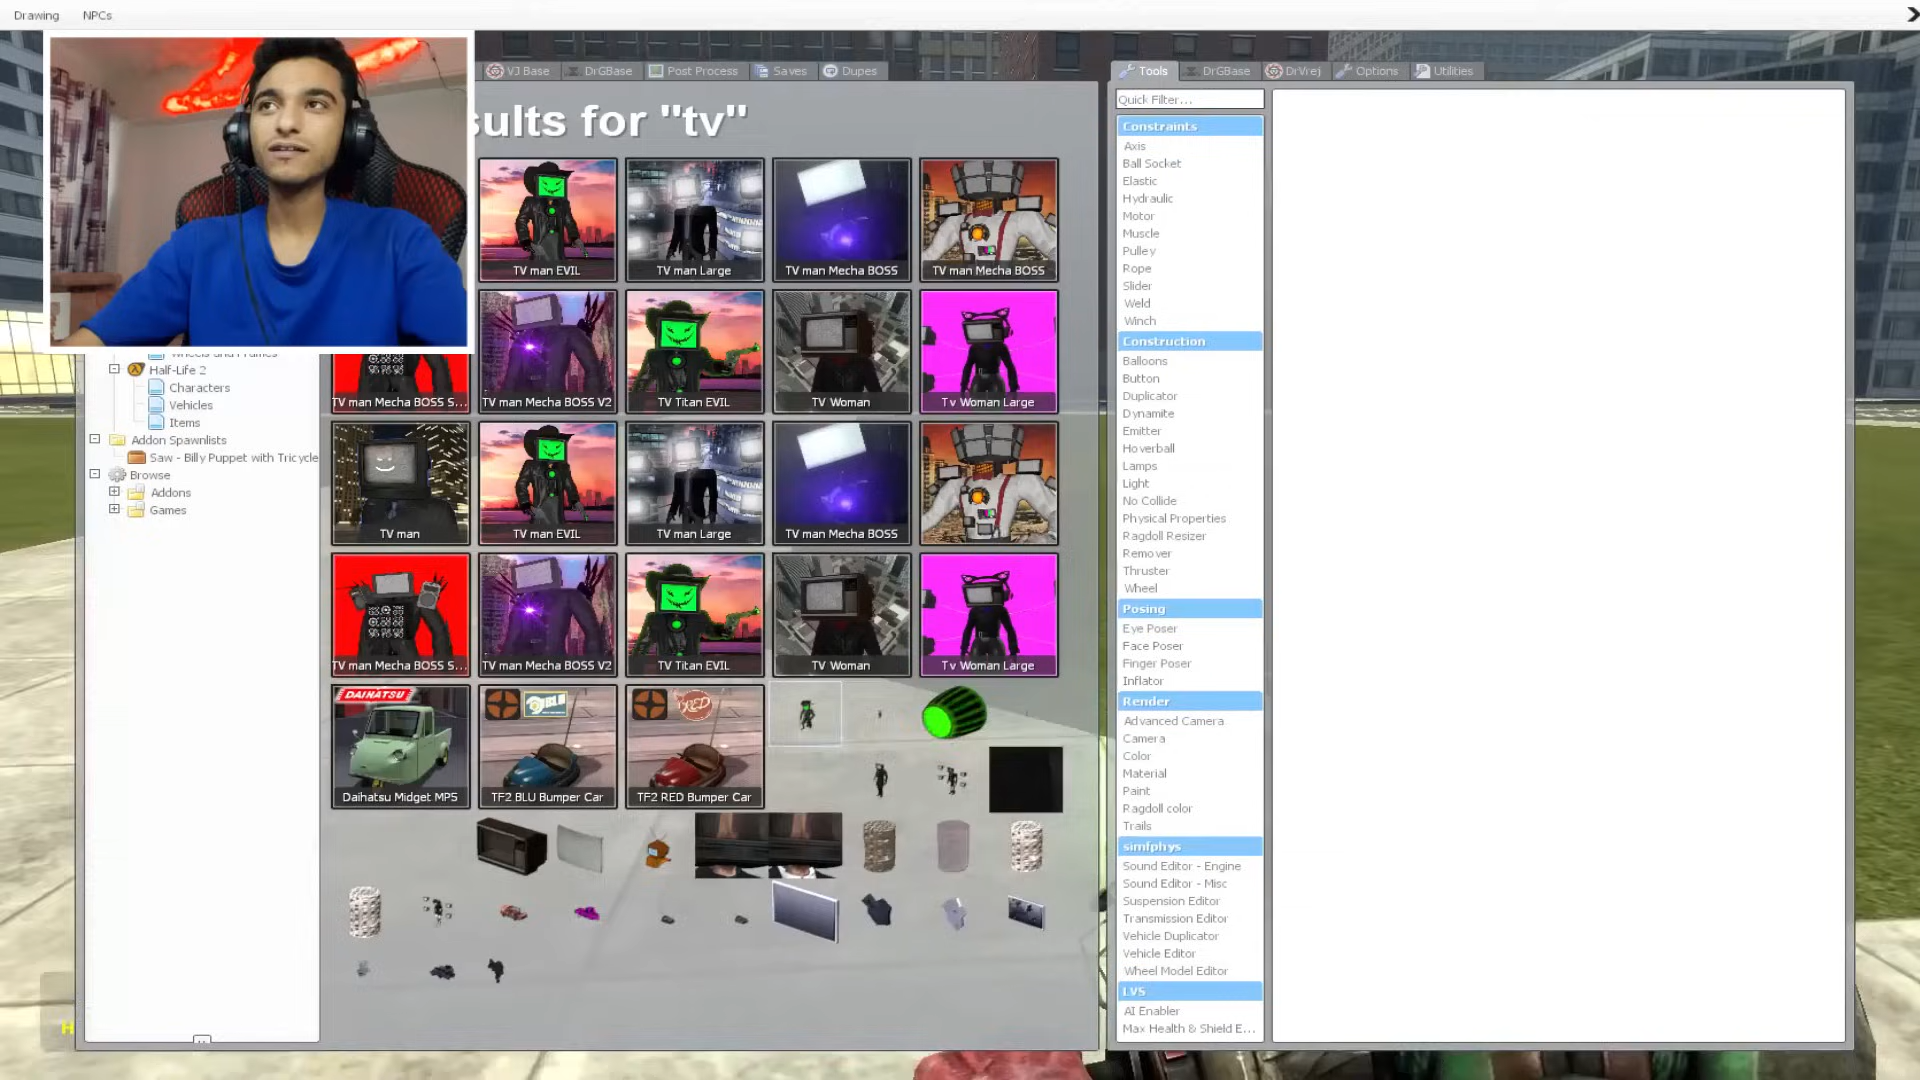 Drawing NPCs
VJ Base DrGBase Post Process Saves Dupes
Tools DrGBase DrVrej Options Utilities
sults for "tv"
TV man EVIL
TV man Large
TV man Mecha BOSS
TV man Mecha BOSS
TV man Mecha BOSS S...
TV man Mecha BOSS V2
TV Titan EVIL
TV Woman
Tv Woman Large
TV man
TV man EVIL
TV man Large
TV man Mecha BOSS
TV man Mecha BOSS S...
TV man Mecha BOSS V2
TV Titan EVIL
TV Woman
Tv Woman Large
DAIHATSU
BLU
RED
Daihatsu Midget MP5
TF2 BLU Bumper Car
TF2 RED Bumper Car
Wheels and Frames
Half-Life 2
Characters
Vehicles
Items
Addon Spawnlists
Saw - Billy Puppet with Tricycle
Browse
Addons
Games
H
Quick Filter...
Constraints
Axis
Ball Socket
Elastic
Hydraulic
Motor
Muscle
Pulley
Rope
Slider
Weld
Winch
Construction
Balloons
Button
Duplicator
Dynamite
Emitter
Hoverball
Lamps
Light
No Collide
Physical Properties
Ragdoll Resizer
Remover
Thruster
Wheel
Posing
Eye Poser
Face Poser
Finger Poser
Inflator
Render
Advanced Camera
Camera
Color
Material
Paint
Ragdoll color
Trails
simfphys
Sound Editor - Engine
Sound Editor - Misc
Suspension Editor
Transmission Editor
Vehicle Duplicator
Vehicle Editor
Wheel Model Editor
LVS
AI Enabler
Max Health & Shield E...